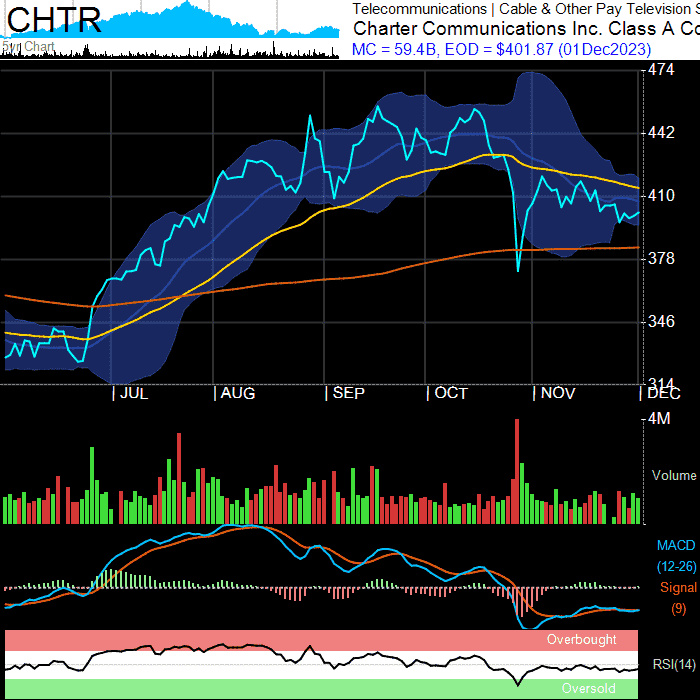 CHTR
5yr Chart
Telecommunications | Cable & Other Pay Television S
Charter Communications Inc. Class A Co
MC = 59.4B, EOD = $401.87 (01Dec2023)
474
442
410
378
346
314
| JUL | AUG | SEP | OCT | NOV | DEC
4M
Volume
MACD
(12-26)
Signal
(9)
Overbought
RSI(14)
Oversold